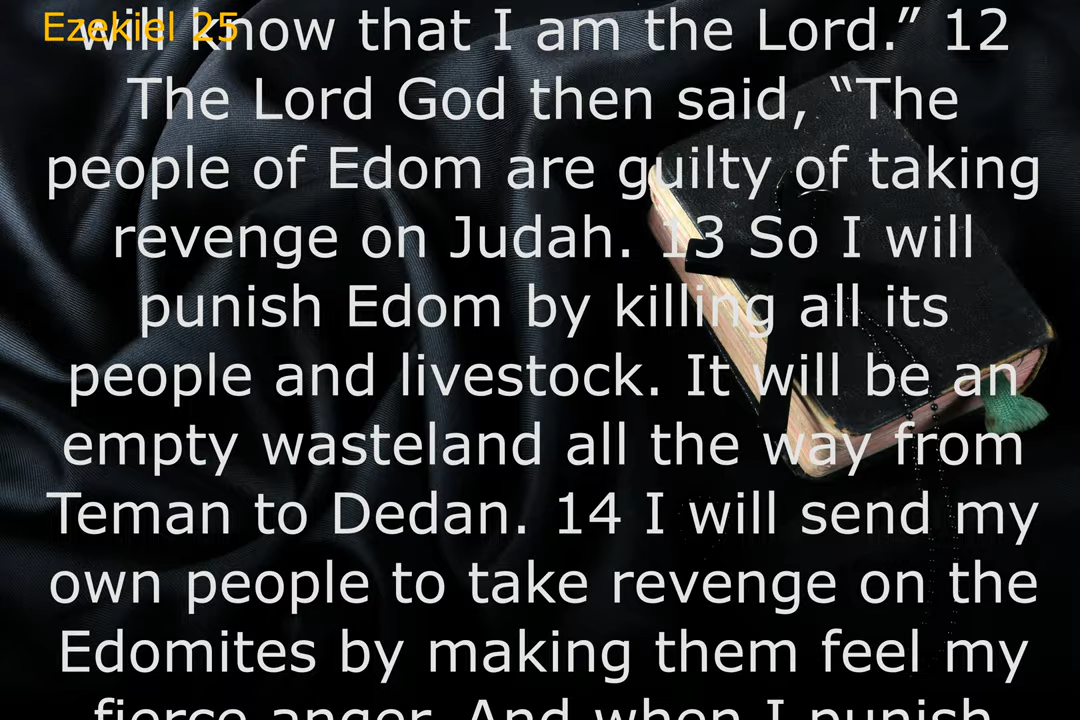 Ezekiel 25
will know that I am the Lord.” 12
The Lord God then said, “The
people of Edom are guilty of taking
revenge on Judah. 13 So I will
punish Edom by killing all its
people and livestock. It will be an
empty wasteland all the way from
Teman to Dedan. 14 I will send my
own people to take revenge on the
Edomites by making them feel my
fierce anger. And when I punish